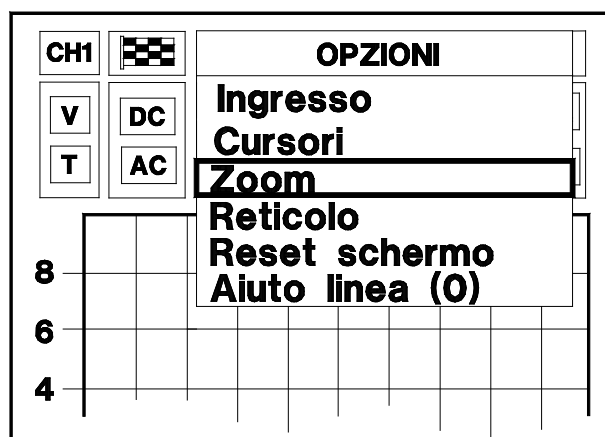 CH1
OPZIONI
V
DC
T
AC
Ingresso
Cursori
Zoom
Reticolo
Reset schermo
Aiuto linea (0)
8
6
4